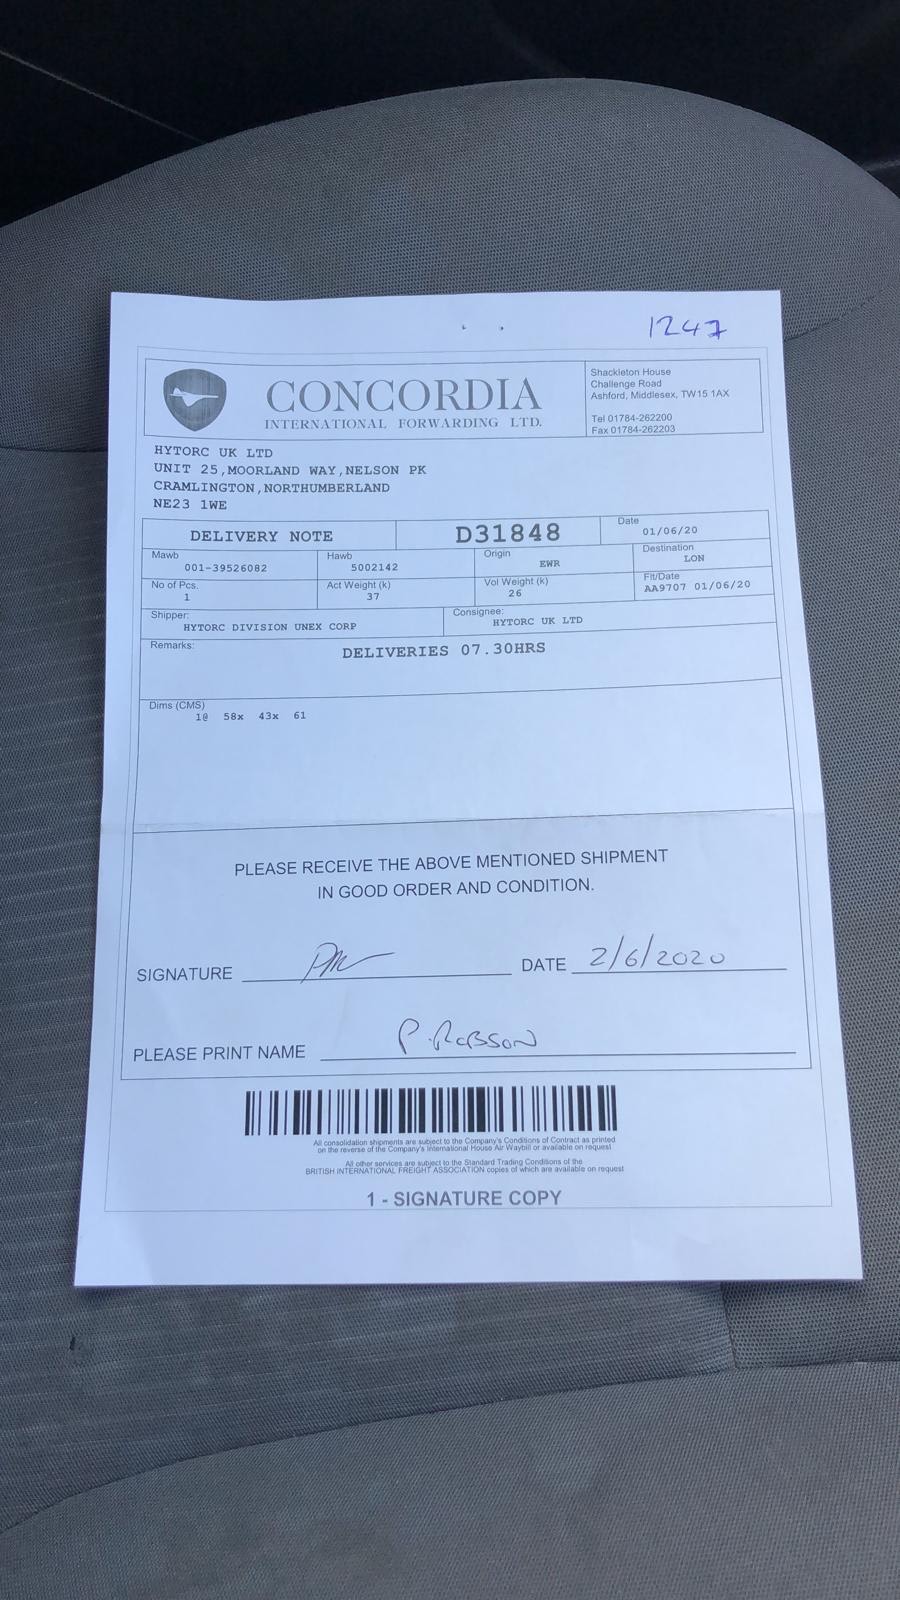 1247
CONCORDIA
INTERNATIONAL FORWARDING LTD.
Shackleton House
Challenge Road
Ashford, Middlesex, TW15 1AX
Tel 01784-262200
Fax 01784-262203
HYTORC UK LTD
UNIT 25,MOORLAND WAY,NELSON PK
CRAMLINGTON,NORTHUMBERLAND
NE23 1WE
DELIVERY NOTE D31848 Date 01/06/20
Mawb 001-39526082 Hawb 5002142 Origin EWR Destination LON
No of Pcs. 1 Act Weight (k) 37 Vol Weight (k) 26 Flt/Date AA9707 01/06/20
Shipper: HYTORC DIVISION UNEX CORP Consignee: HYTORC UK LTD
Remarks: DELIVERIES 07.30HRS
Dims (CMS)
1@ 58x 43x 61
PLEASE RECEIVE THE ABOVE MENTIONED SHIPMENT
IN GOOD ORDER AND CONDITION.
SIGNATURE DATE 2/6/2020
PLEASE PRINT NAME P. ROBSON
All consolidation shipments are subject to the Company's Conditions of Contract as printed
on the reverse of the Company's International House Air Waybill or available on request
All other services are subject to the Standard Trading Conditions of the
BRITISH INTERNATIONAL FREIGHT ASSOCIATION copies of which are available on request
1 - SIGNATURE COPY